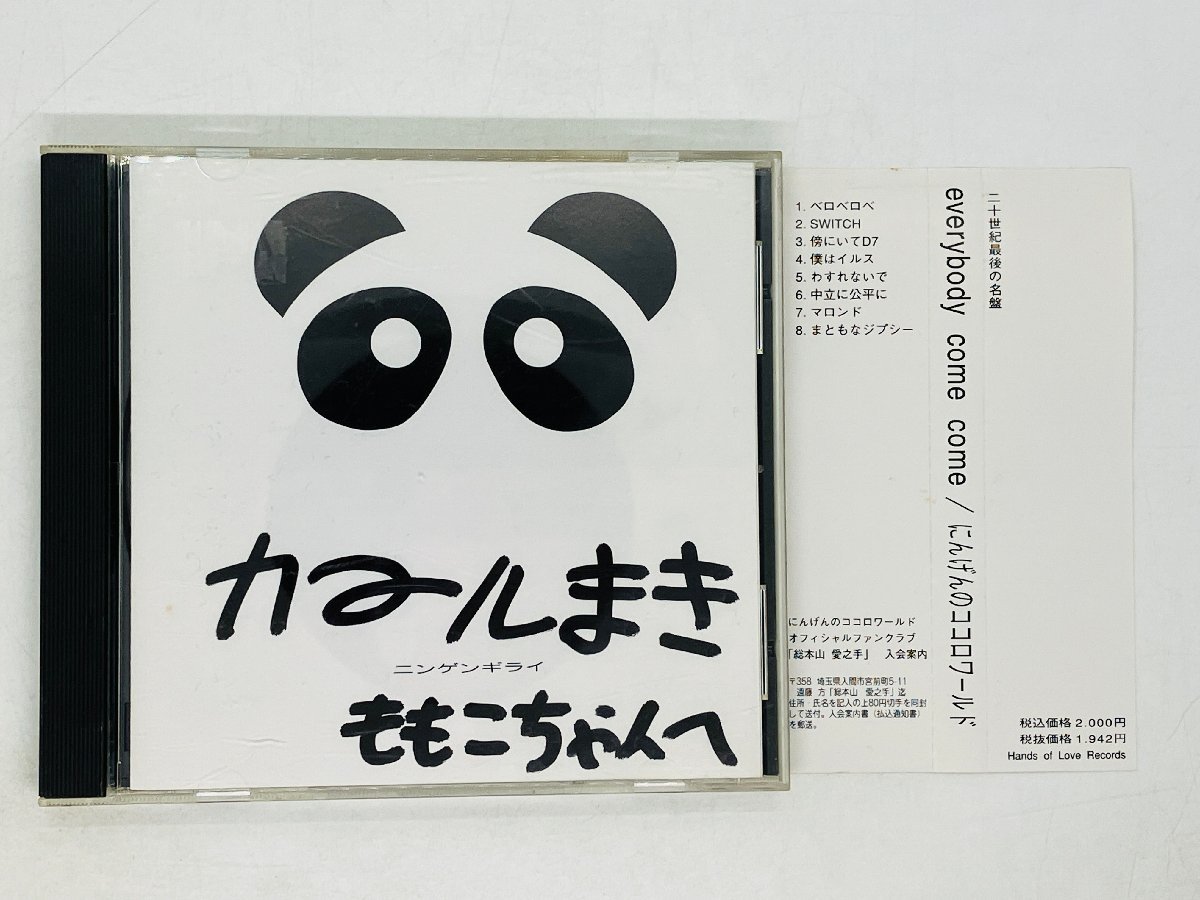 カールまき
ニンゲンギライ
ももこちゃんへ
1. ベロベロベ
2. SWITCH
3. 傍にいてD7
4. 僕はイルス
5. わすれないで
6. 中立に公平に
7. マロンド
8. まともなジプシー
にんげんのココロワールド
オフィシャルファンクラブ
「総本山 愛之手」 入会案内
〒358 埼玉県入間市宮前町5-11
遠藤 方「総本山 愛之手」迄
住所・氏名を記入の上80円切手を同封
して送付。入会案内書(払込通知書)
を郵送。
everybody come come / にんげんのココロワールド
二十世紀最後の名盤
税込価格 2.000円
税抜価格 1.942円
Hands of Love Records